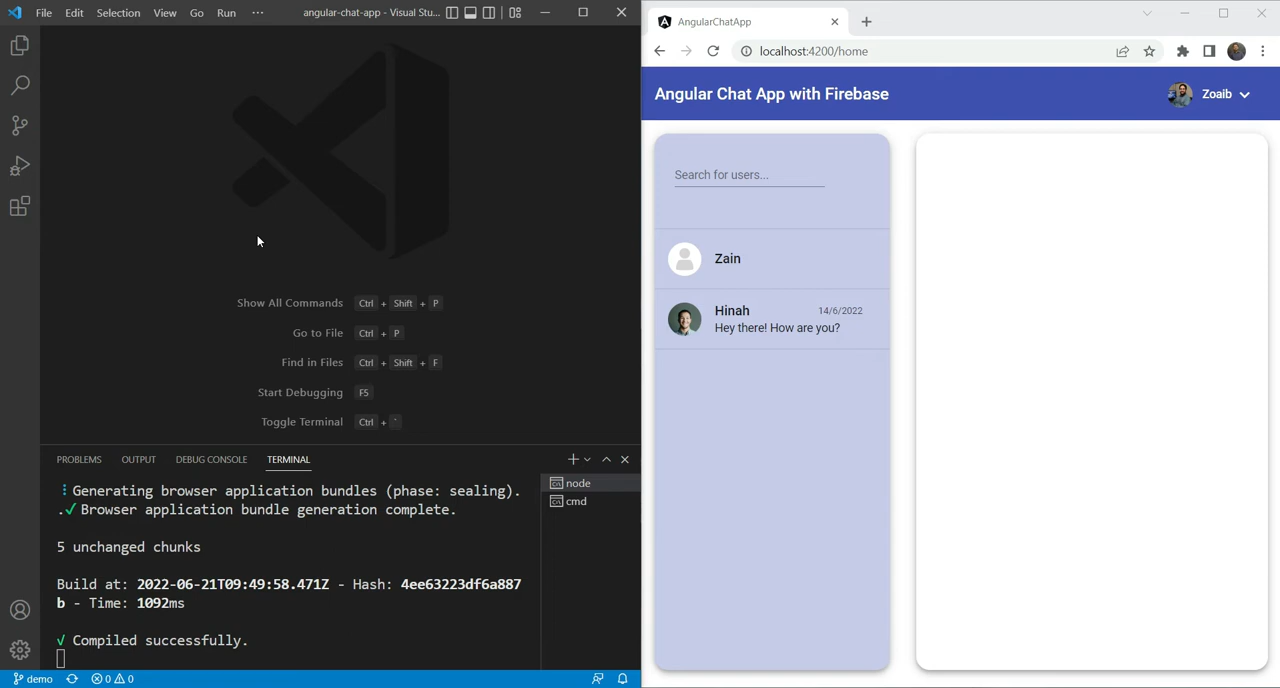 File Edit Selection View Go Run ··· angular-chat-app - Visual Stu...
Show All Commands Ctrl + Shift + P
Go to File Ctrl + P
Find in Files Ctrl + Shift + F
Start Debugging F5
Toggle Terminal Ctrl + `
PROBLEMS OUTPUT DEBUG CONSOLE TERMINAL
Generating browser application bundles (phase: sealing).
.√ Browser application bundle generation complete.
5 unchanged chunks
Build at: 2022-06-21T09:49:58.471Z - Hash: 4ee63223df6a887
b - Time: 1092ms
√ Compiled successfully.
node
cmd
demo 0 0
AngularChatApp
localhost:4200/home
Angular Chat App with Firebase
Zoaib
Search for users...
Zain
Hinah 14/6/2022
Hey there! How are you?